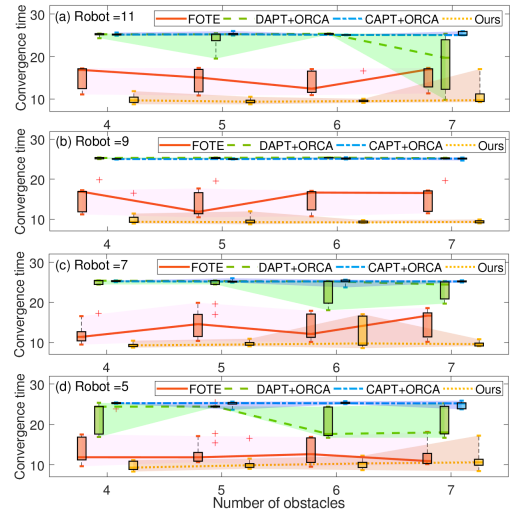 (a) Robot =11
FOTE DAPT+ORCA CAPT+ORCA Ours
Convergence time
30
20
10
4 5 6 7
(b) Robot =9
FOTE DAPT+ORCA CAPT+ORCA Ours
Convergence time
30
20
10
4 5 6 7
(c) Robot =7
FOTE DAPT+ORCA CAPT+ORCA Ours
Convergence time
30
20
10
4 5 6 7
(d) Robot =5
FOTE DAPT+ORCA CAPT+ORCA Ours
Convergence time
30
20
10
4 5 6 7
Number of obstacles